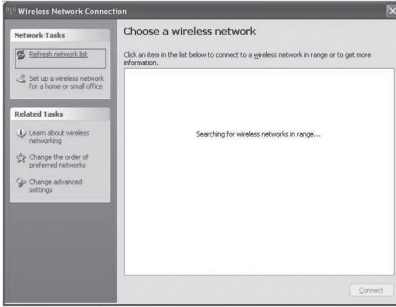 Wireless Network Connection
Network Tasks
Refresh network list
Set up a wireless network
for a home or small office
Related Tasks
Learn about wireless
networking
Change the order of
preferred networks
Change advanced
settings
Choose a wireless network
Click an item in the list below to connect to a wireless network in range or to get more
information.
Searching for wireless networks in range...
Connect